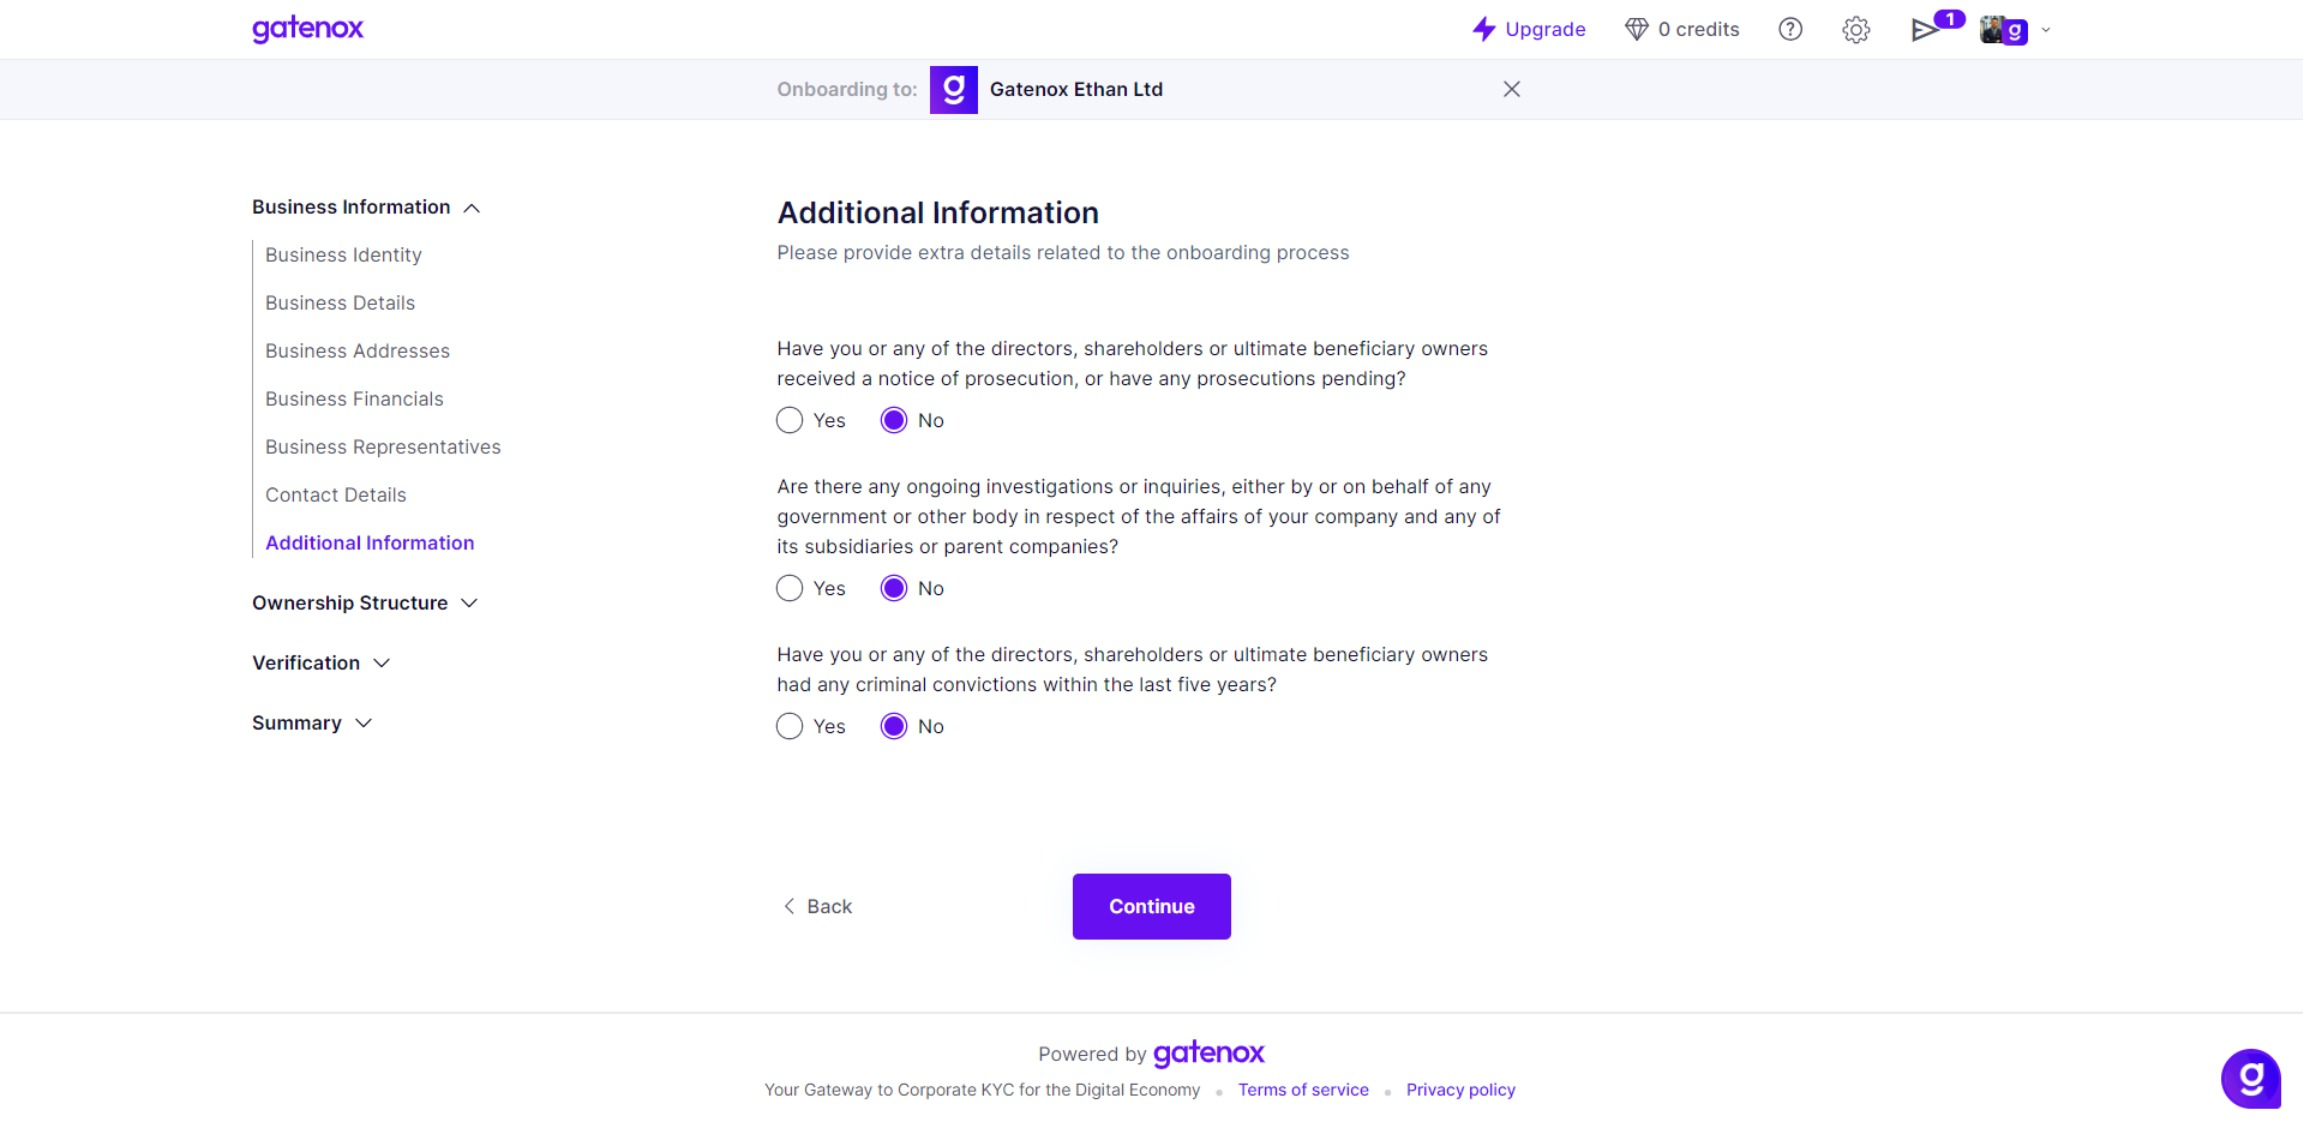 gatenox
Upgrade
0 credits
1
g
Onboarding to:
g
Gatenox Ethan Ltd
Business Information
Business Identity
Business Details
Business Addresses
Business Financials
Business Representatives
Contact Details
Additional Information
Ownership Structure
Verification
Summary
Additional Information
Please provide extra details related to the onboarding process
Have you or any of the directors, shareholders or ultimate beneficiary owners
received a notice of prosecution, or have any prosecutions pending?
Yes
No
Are there any ongoing investigations or inquiries, either by or on behalf of any
government or other body in respect of the affairs of your company and any of
its subsidiaries or parent companies?
Yes
No
Have you or any of the directors, shareholders or ultimate beneficiary owners
had any criminal convictions within the last five years?
Yes
No
Back
Continue
Powered by gatenox
Your Gateway to Corporate KYC for the Digital Economy
Terms of service
Privacy policy
g